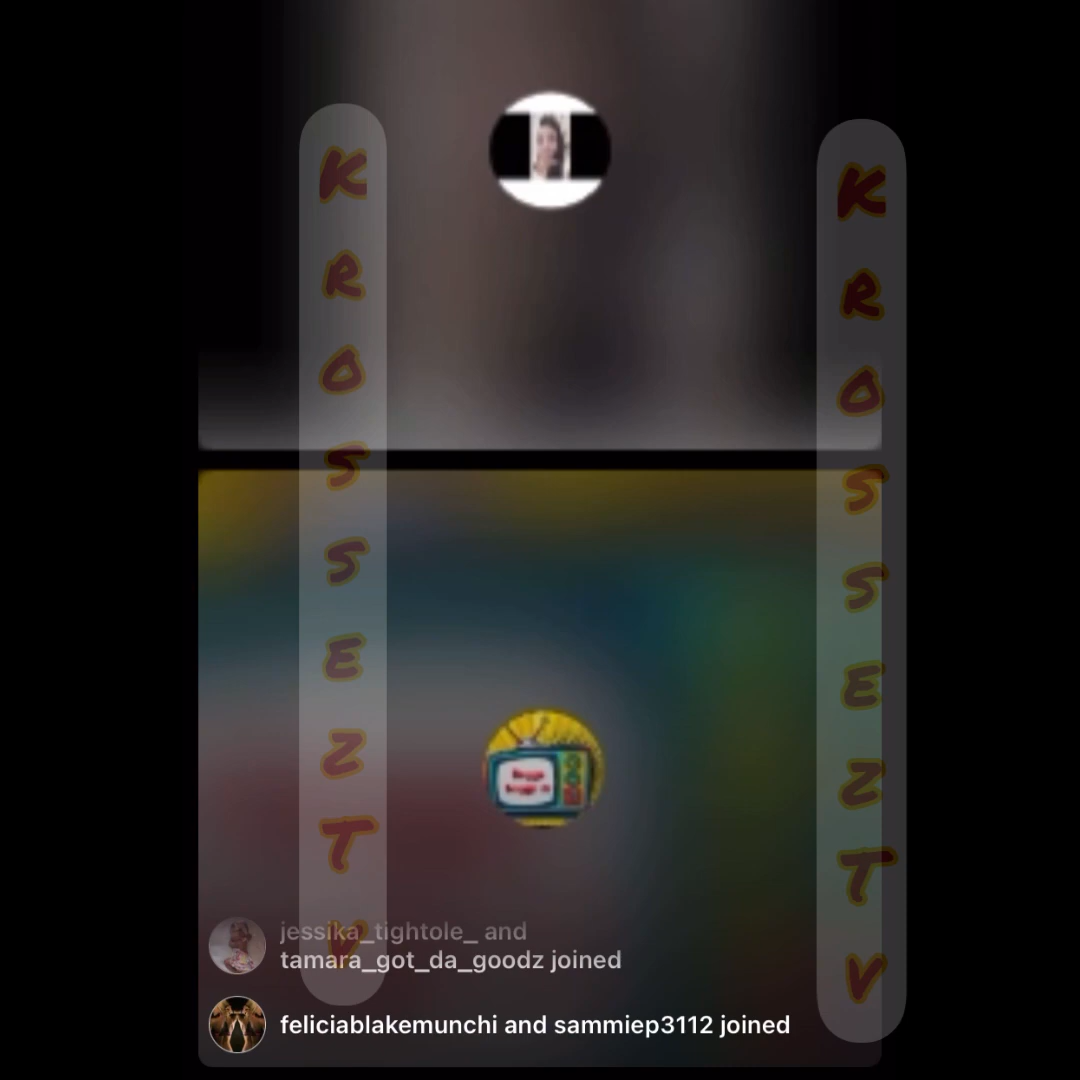 KROSSEZTV
KROSSEZTV
jessika_tightole_ and
tamara_got_da_goodz joined
feliciablakemunchi and sammiep3112 joined